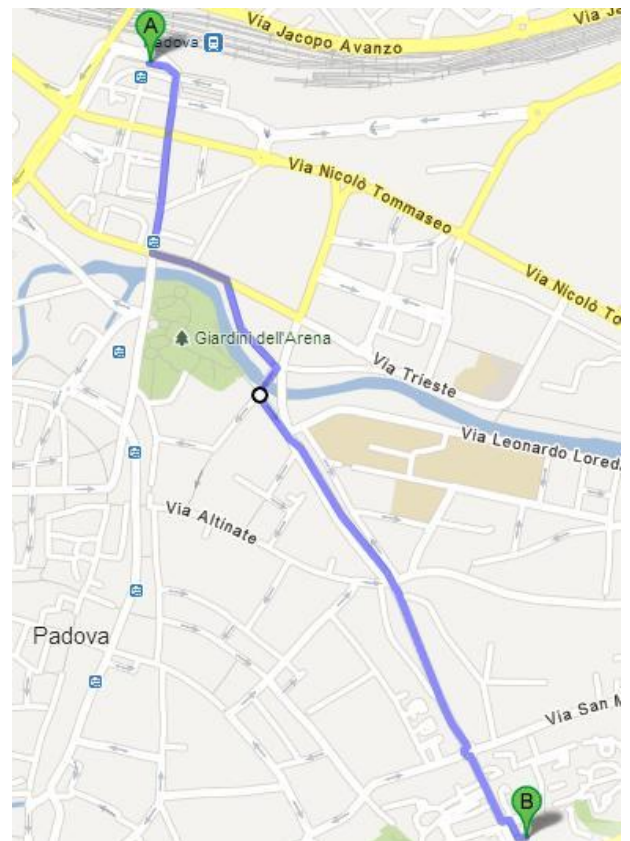 A
Via Jacopo Avanzo
Padova
Via Ja
Via Nicolò Tommaseo
Via Nicolò To
Giardini dell'Arena
Via Trieste
Via Leonardo Lored
Via Altinate
Padova
Via San M
B